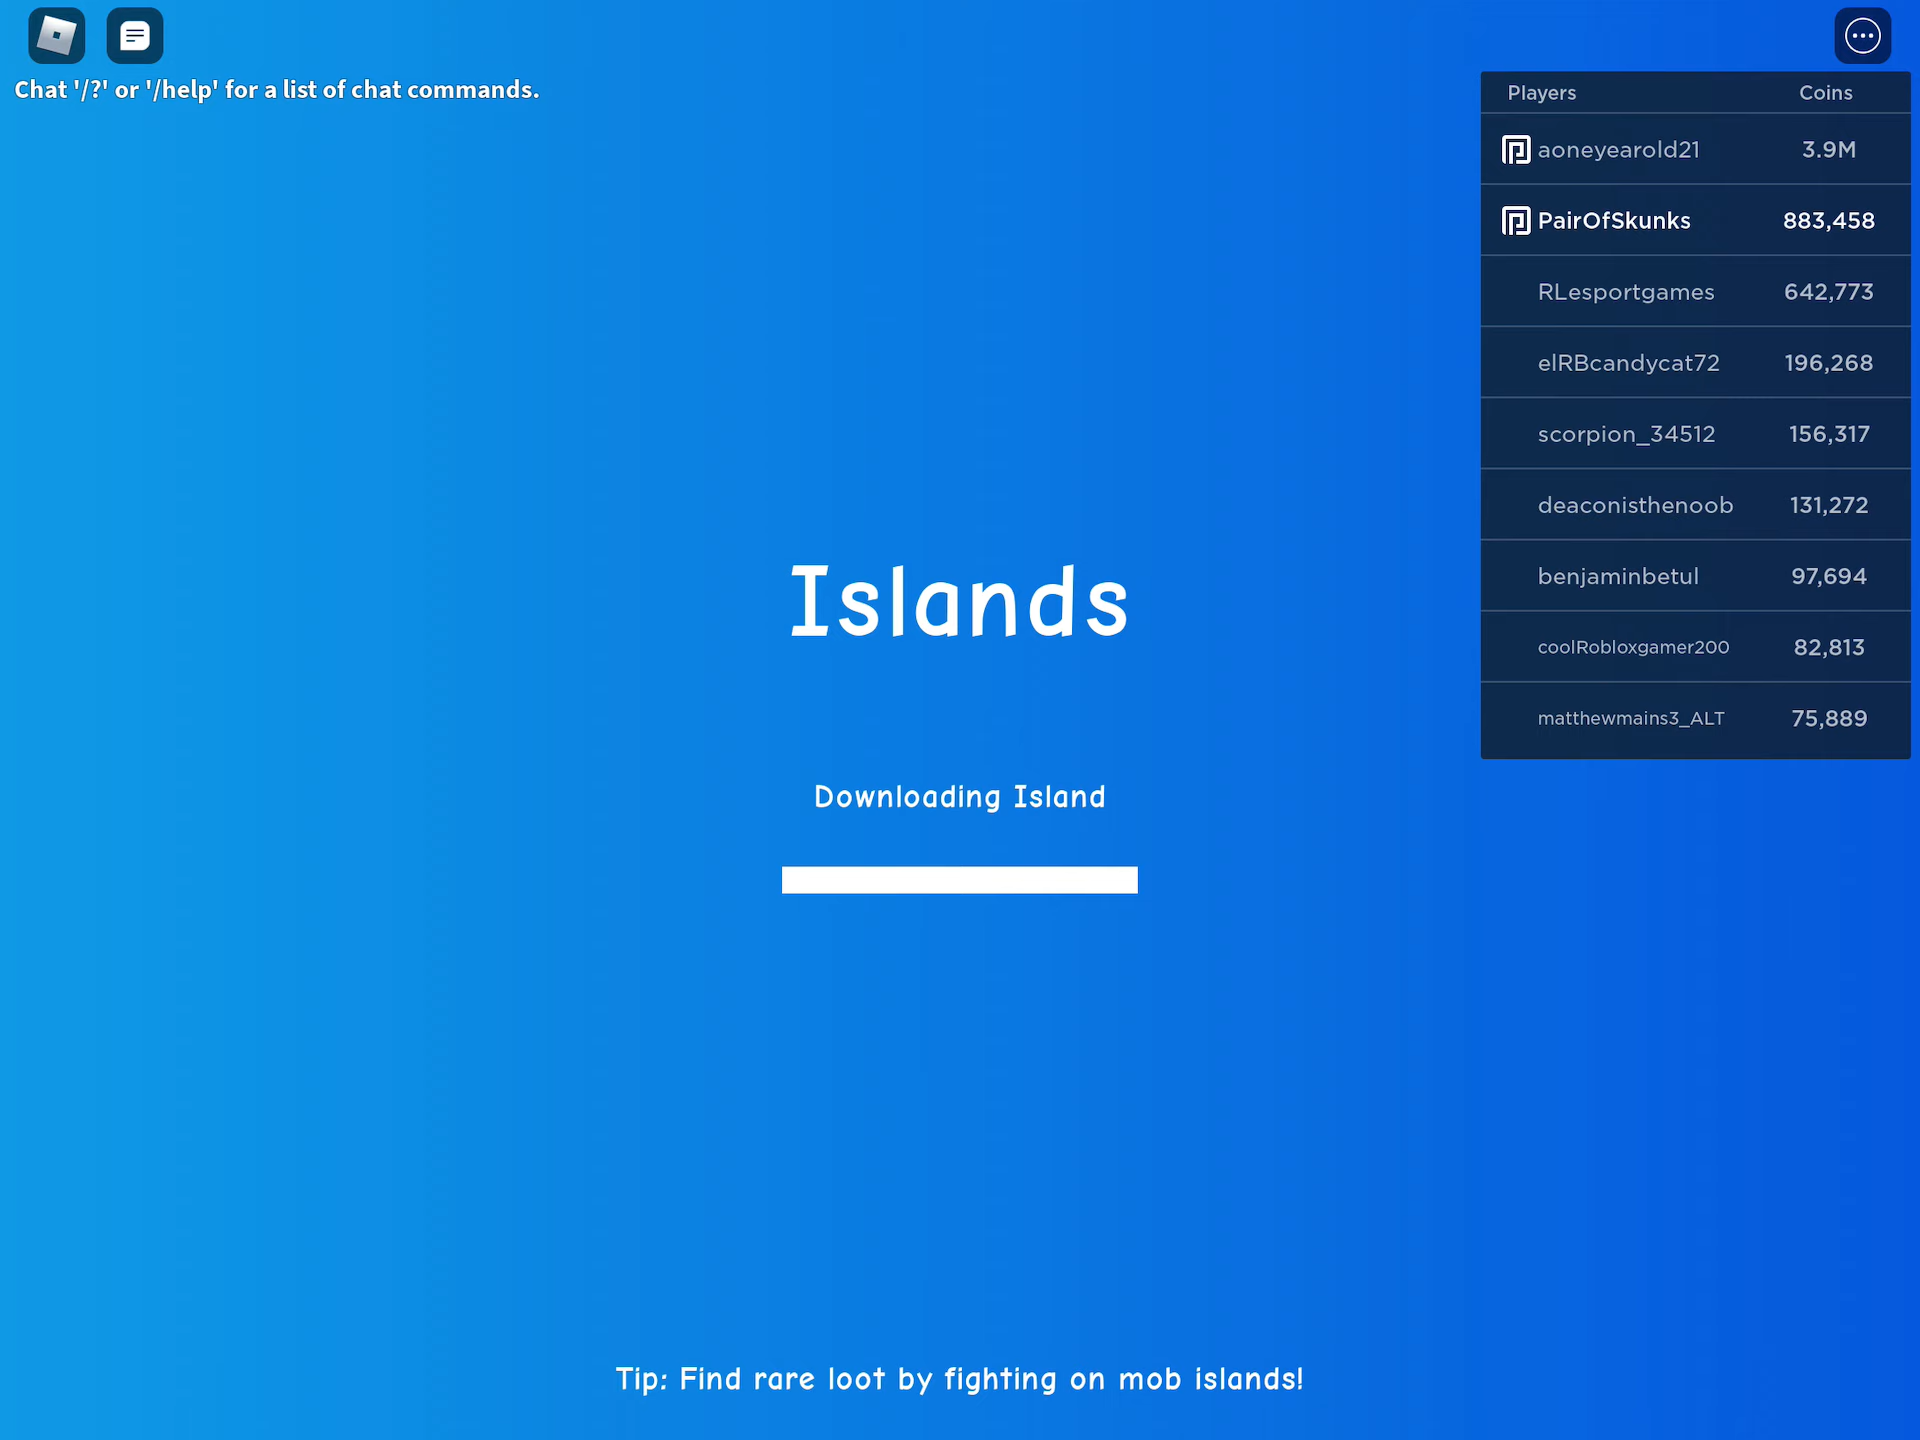 Chat '/?' or '/help' for a list of chat commands.
Players Coins
aoneyearold21 3.9M
PairOfSkunks 883,458
RLesportgames 642,773
elRBcandycat72 196,268
scorpion_34512 156,317
deaconisthenoob 131,272
benjaminbetul 97,694
coolRobloxgamer200 82,813
matthewmains3_ALT 75,889
Islands
Downloading Island
Tip: Find rare loot by fighting on mob islands!